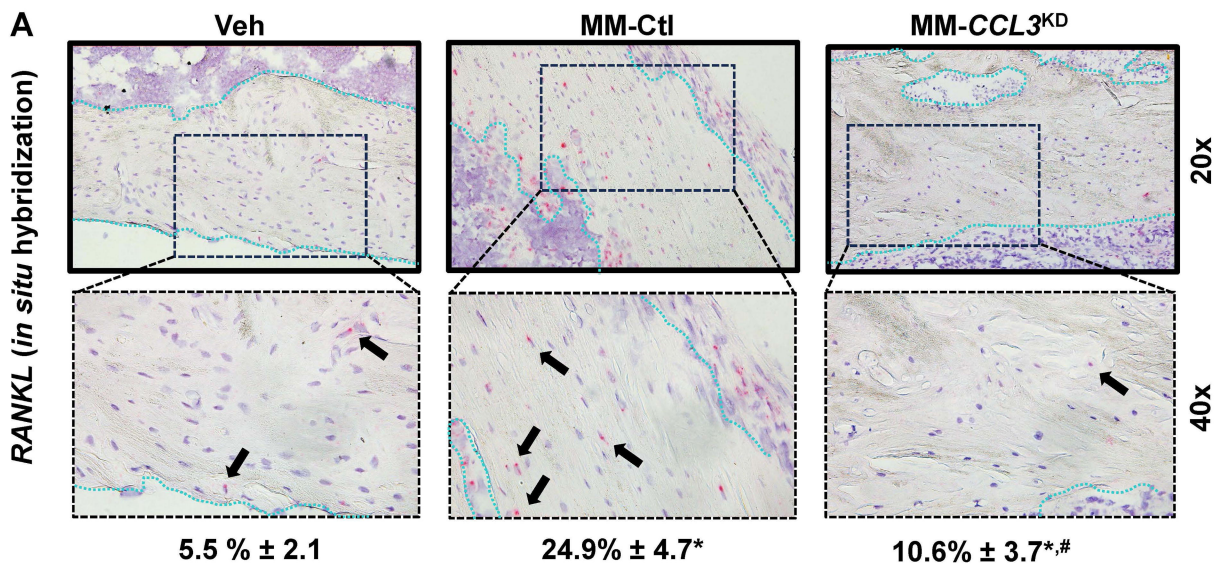 A
Veh
MM-Ctl
MM-CCL3ᴷᴰ
RANKL (in situ hybridization)
20x
40x
5.5 % ± 2.1
24.9% ± 4.7*
10.6% ± 3.7*,#